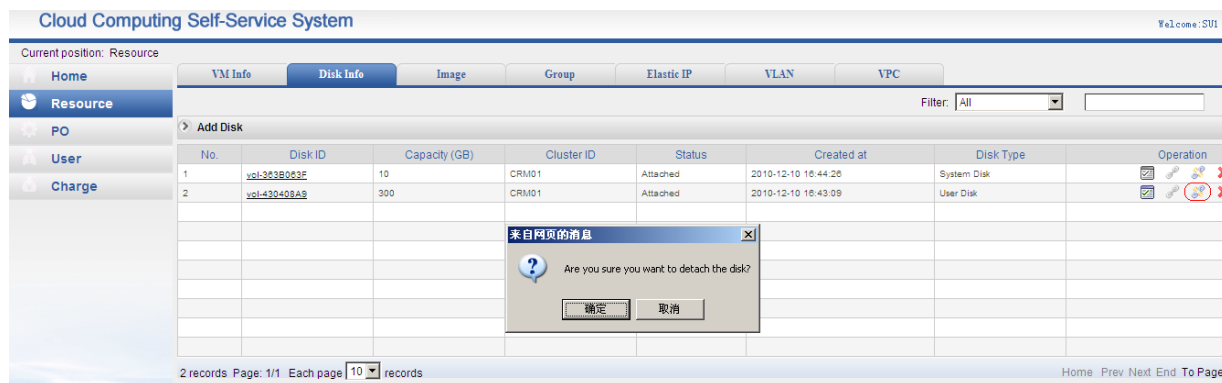 Cloud Computing Self-Service System
Welcome:SU1
Current position: Resource
Home
Resource
PO
User
Charge
VM Info Disk Info Image Group Elastic IP VLAN VPC
Filter: All
Add Disk
No. Disk ID Capacity (GB) Cluster ID Status Created at Disk Type Operation
1 vol-363B063F 10 CRM01 Attached 2010-12-10 16:44:26 System Disk
2 vol-430408A9 300 CRM01 Attached 2010-12-10 16:43:09 User Disk
来自网页的消息
Are you sure you want to detach the disk?
确定 取消
2 records Page: 1/1 Each page 10 records
Home Prev Next End To Page